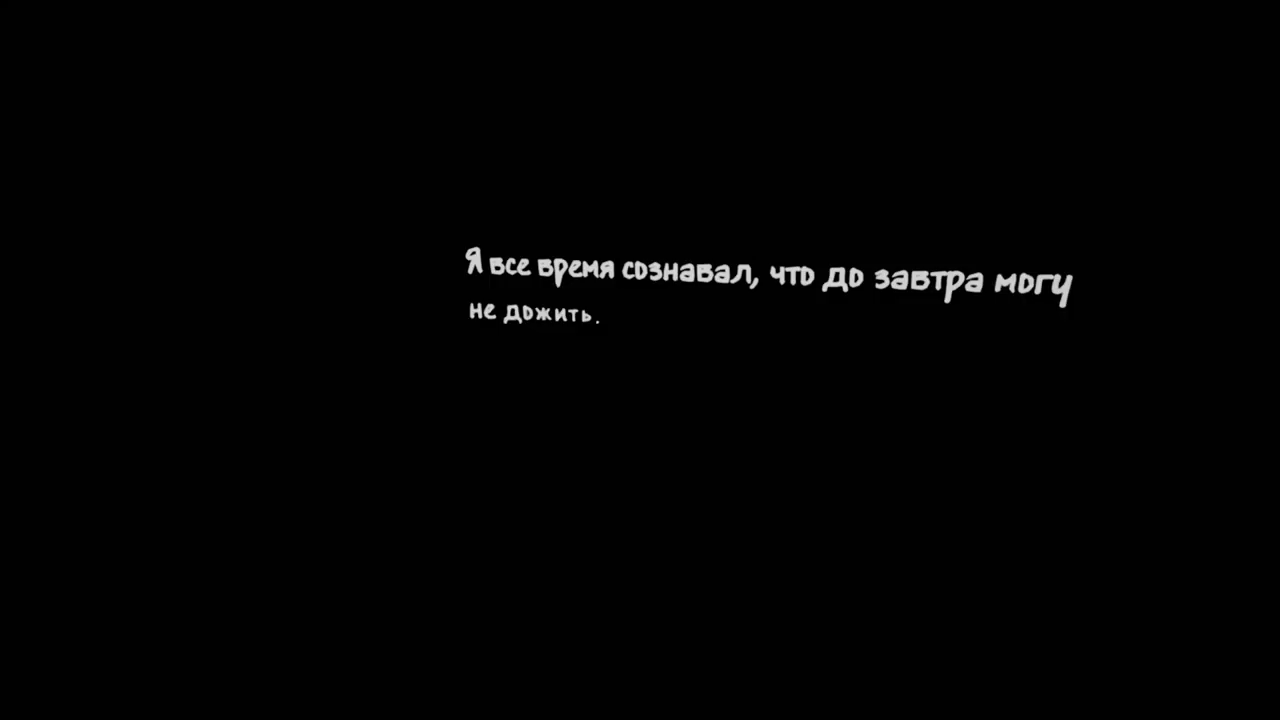 Я все время сознавал, что до завтра могу
не дожить.